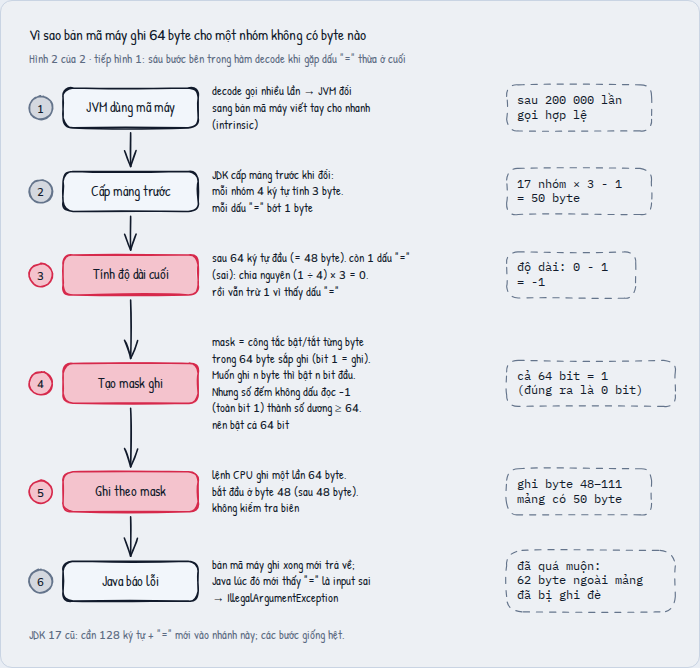 Vì sao bản mã máy ghi 64 byte cho một nhóm không có byte nào
Hình 2 của 2 · tiếp hình 1: sáu bước bên trong hàm decode khi gặp dấu "=" thừa ở cuối
1
JVM dùng mã máy
decode gọi nhiều lần → JVM đổi
sang bản mã máy viết tay cho nhanh
(intrinsic)
sau 200 000 lần
gọi hợp lệ
2
Cấp mảng trước
JDK cấp mảng trước khi đổi:
mỗi nhóm 4 ký tự tính 3 byte,
mỗi dấu "=" bớt 1 byte
17 nhóm × 3 - 1
= 50 byte
3
Tính độ dài cuối
sau 64 ký tự đầu (= 48 byte), còn 1 dấu "="
(sai): chia nguyên (1 ÷ 4) × 3 = 0,
rồi vẫn trừ 1 vì thấy dấu "="
độ dài: 0 - 1
= -1
4
Tạo mask ghi
mask = công tắc bật/tắt từng byte
trong 64 byte sắp ghi (bit 1 = ghi).
Muốn ghi n byte thì bật n bit đầu.
Nhưng số đếm không dấu đọc -1
(toàn bit 1) thành số dương ≥ 64,
nên bật cả 64 bit
cả 64 bit = 1
(đúng ra là 0 bit)
5
Ghi theo mask
lệnh CPU ghi một lần 64 byte,
bắt đầu ở byte 48 (sau 48 byte),
không kiểm tra biên
ghi byte 48–111
mảng có 50 byte
6
Java báo lỗi
bản mã máy ghi xong mới trả về;
Java lúc đó mới thấy "=" là input sai
→ IllegalArgumentException
đã quá muộn:
62 byte ngoài mảng
đã bị ghi đè
JDK 17 cũ: cần 128 ký tự + "=" mới vào nhánh này; các bước giống hệt.